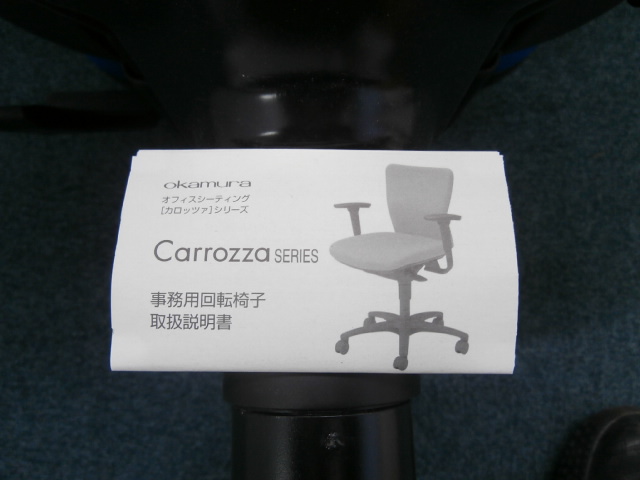 okamura
オフィスシーティング
[カロッツァ]シリーズ
Carrozza SERIES
事務用回転椅子
取扱説明書